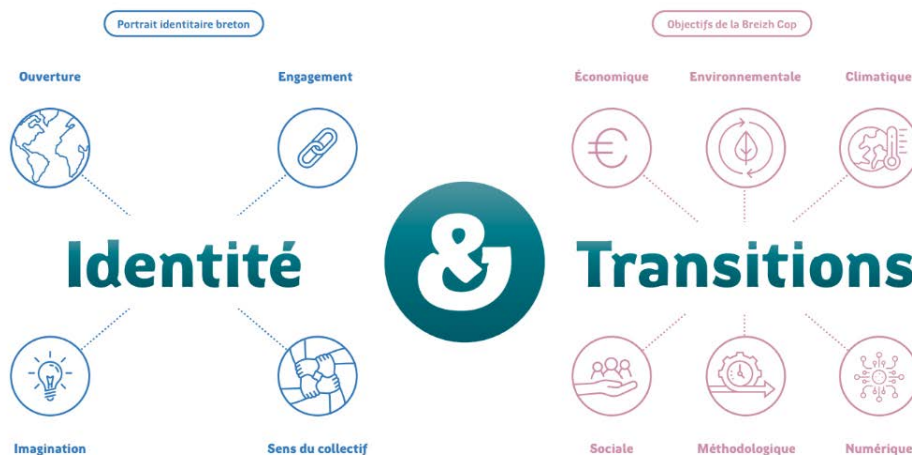 Portrait identitaire breton
Objectifs de la Breizh Cop
Ouverture
Engagement
Économique
Environnementale
Climatique
Identité
&
Transitions
Imagination
Sens du collectif
Sociale
Méthodologique
Numérique